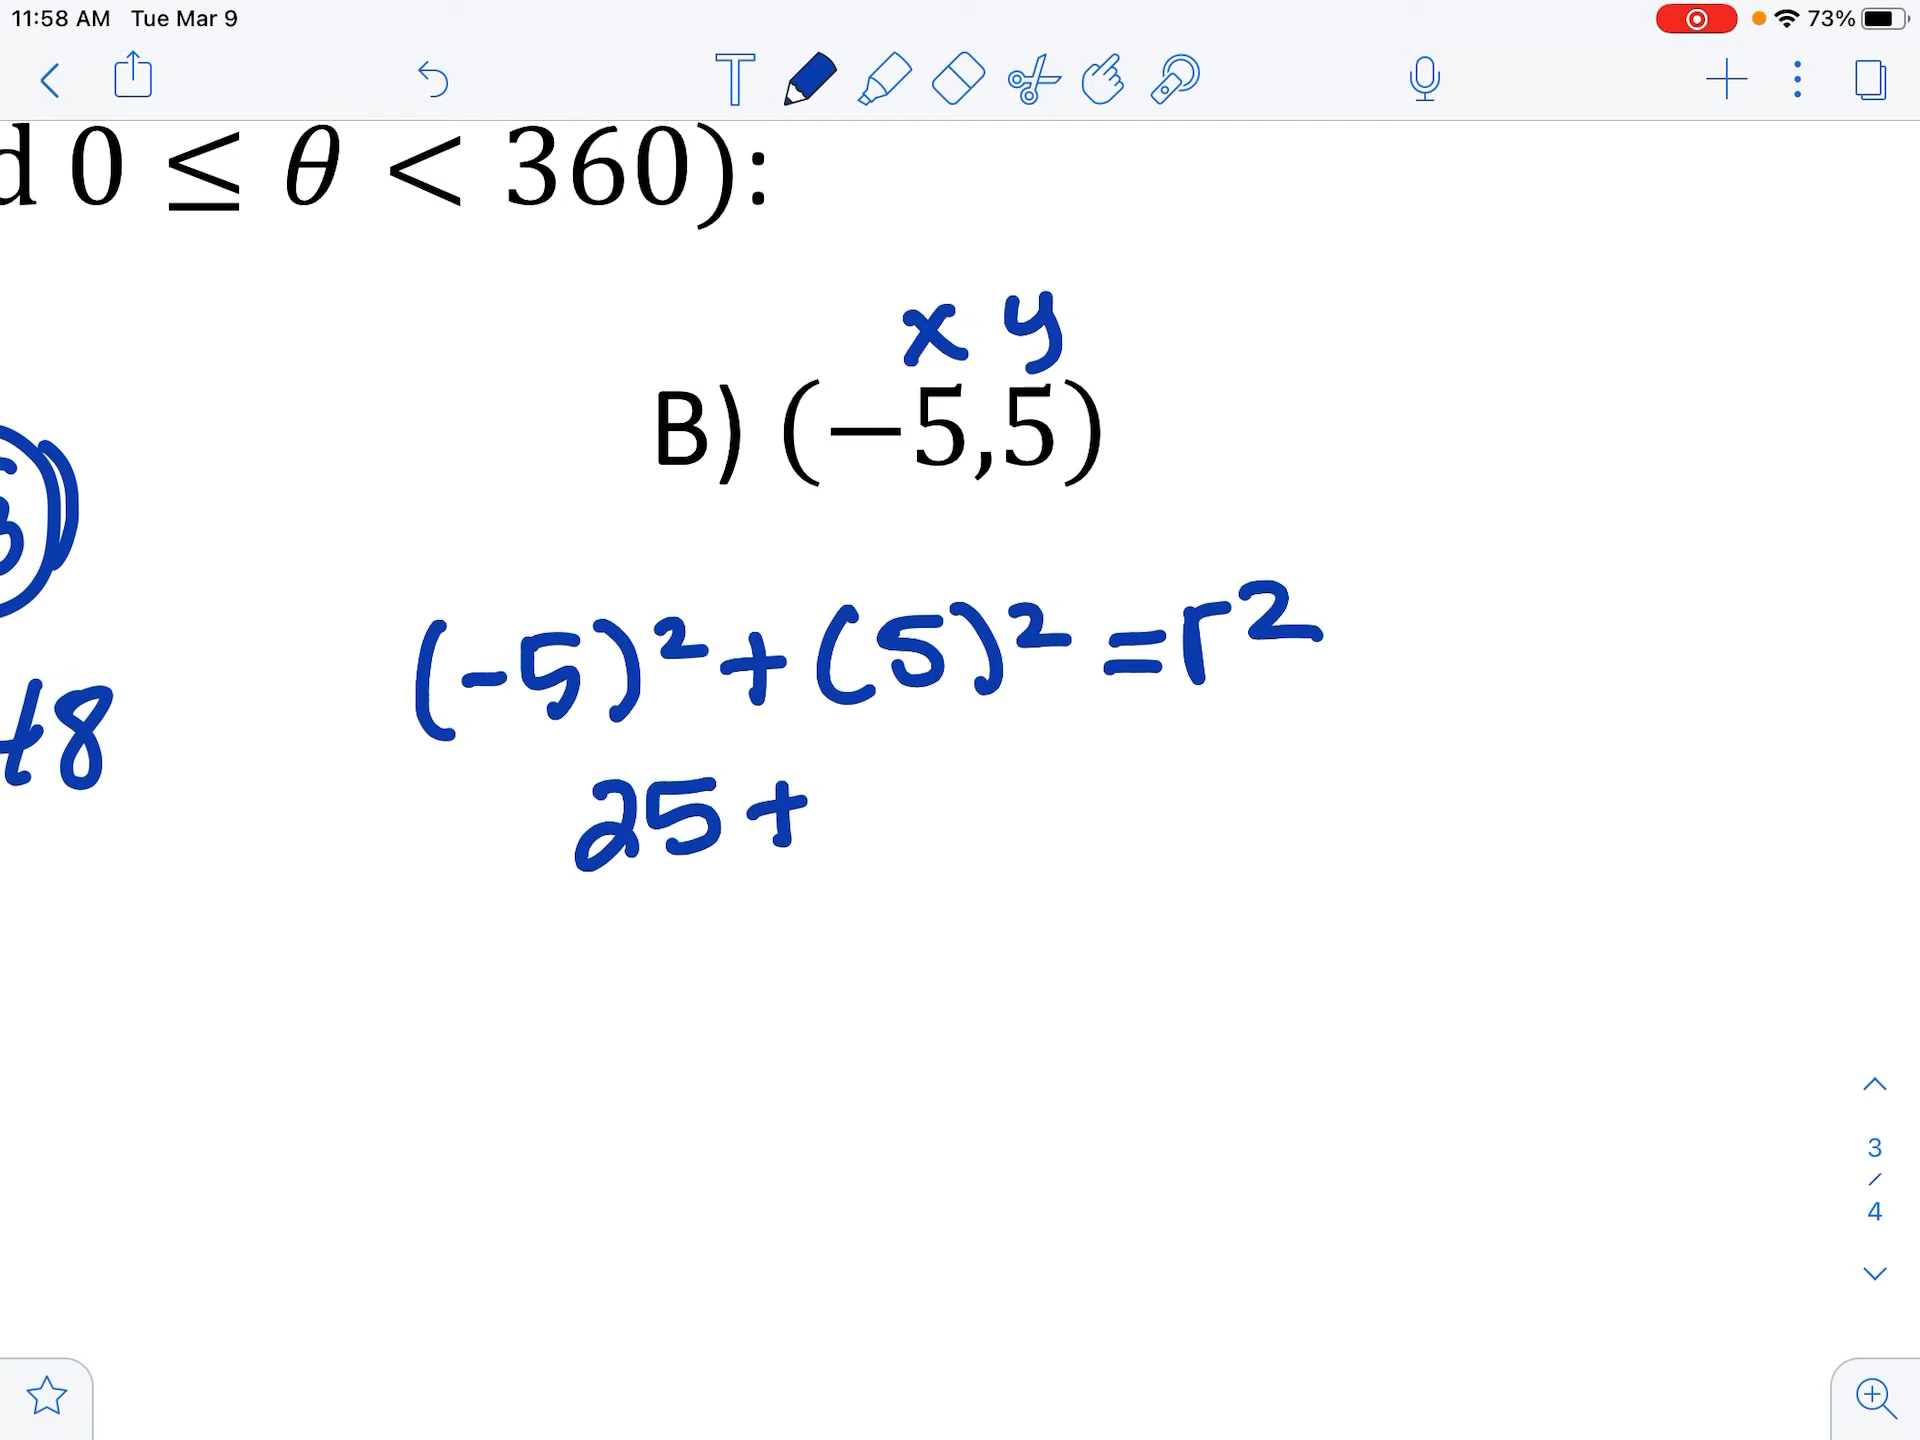 11:58 AM Tue Mar 9 73%
T
d 0 ≤ θ < 360):
x y
B) (−5,5)
(-5)² + (5)² = r²
48
25 +
3
/
4